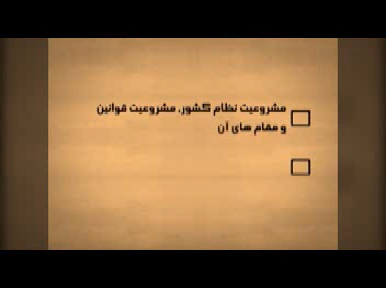 مشروعیت نظام کشور، مشروعیت قوانین
و مقام های آن